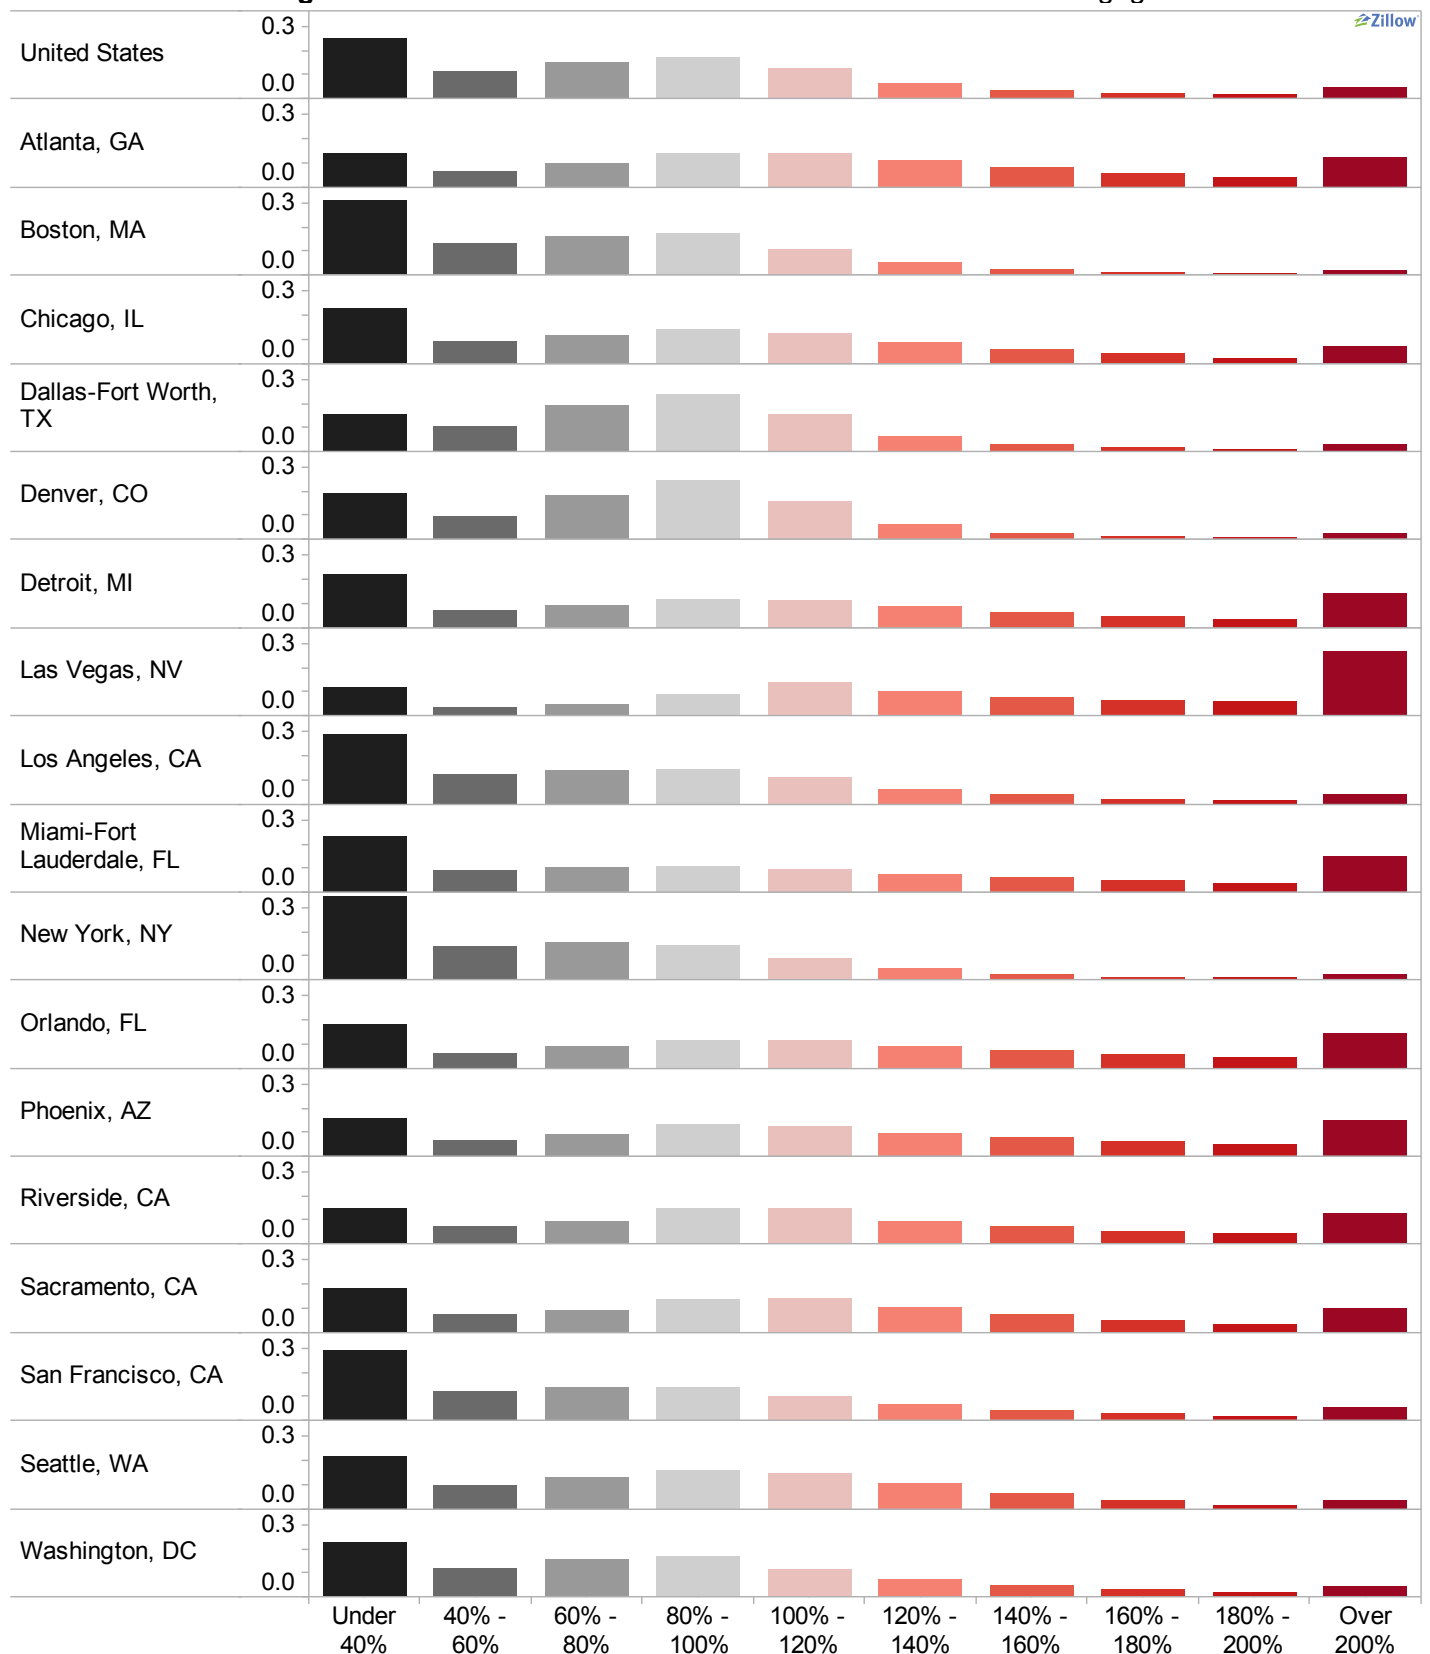 Zillow
0.3
United States
0.0
0.3
Atlanta, GA
0.0
0.3
Boston, MA
0.0
0.3
Chicago, IL
0.0
0.3
Dallas-Fort Worth,
TX
0.0
0.3
Denver, CO
0.0
0.3
Detroit, MI
0.0
0.3
Las Vegas, NV
0.0
0.3
Los Angeles, CA
0.0
0.3
Miami-Fort
Lauderdale, FL
0.0
0.3
New York, NY
0.0
0.3
Orlando, FL
0.0
0.3
Phoenix, AZ
0.0
0.3
Riverside, CA
0.0
0.3
Sacramento, CA
0.0
0.3
San Francisco, CA
0.0
0.3
Seattle, WA
0.0
0.3
Washington, DC
0.0
Under 40% - 60% - 80% - 100% - 120% - 140% - 160% - 180% - Over
40% 60% 80% 100% 120% 140% 160% 180% 200% 200%